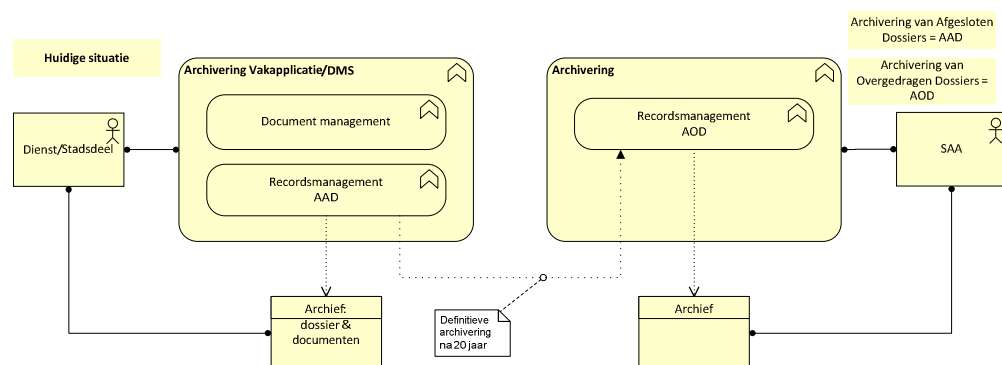 Huidige situatie
Archivering van Afgesloten
Dossiers = AAD
Archivering van
Overgedragen Dossiers =
AOD
Archivering Vakapplicatie/DMS
Document management
Recordsmanagement
AAD
Archivering
Recordsmanagement
AOD
Dienst/Stadsdeel
SAA
Archief:
dossier &
documenten
Definitieve
archivering
na 20 jaar
Archief